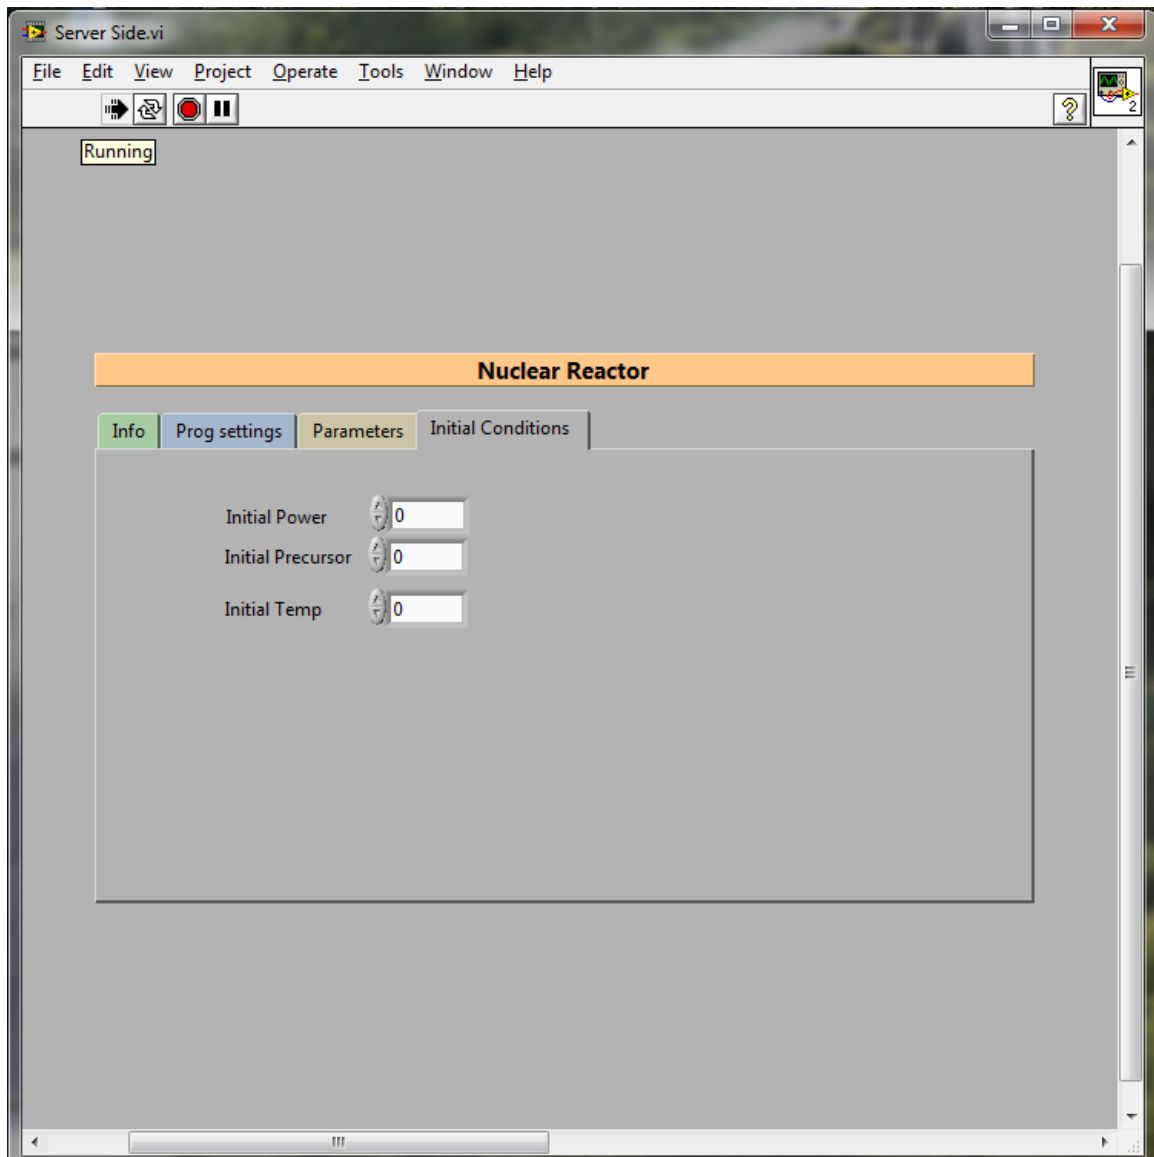 Server Side.vi
File Edit View Project Operate Tools Window Help
?
2
Running
Nuclear Reactor
Info Prog settings Parameters Initial Conditions
Initial Power 0
Initial Precursor 0
Initial Temp 0